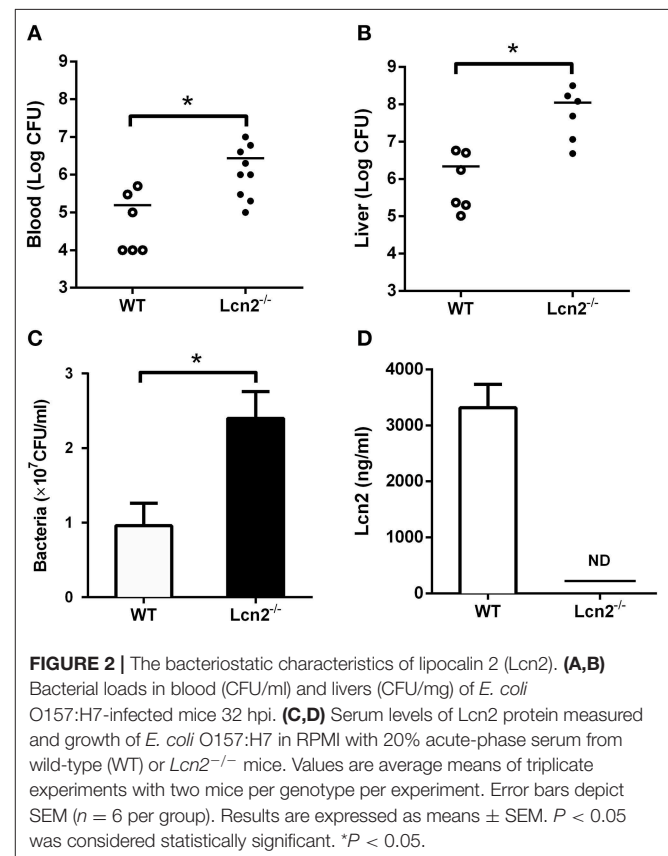 A
*
Blood (Log CFU)
9
8
7
6
5
4
3
WT
Lcn2-/-
B
*
Liver (Log CFU)
9
8
7
6
5
4
3
WT
Lcn2-/-
C
*
Bacteria (×10⁷CFU/ml)
3
2
1
0
WT
Lcn2-/-
D
Lcn2 (ng/ml)
4000
3000
2000
1000
0
ND
WT
Lcn2-/-
FIGURE 2 | The bacteriostatic characteristics of lipocalin 2 (Lcn2). (A,B)
Bacterial loads in blood (CFU/ml) and livers (CFU/mg) of E. coli
O157:H7-infected mice 32 hpi. (C,D) Serum levels of Lcn2 protein measured
and growth of E. coli O157:H7 in RPMI with 20% acute-phase serum from
wild-type (WT) or Lcn2−/− mice. Values are average means of triplicate
experiments with two mice per genotype per experiment. Error bars depict
SEM (n = 6 per group). Results are expressed as means ± SEM. P < 0.05
was considered statistically significant. *P < 0.05.